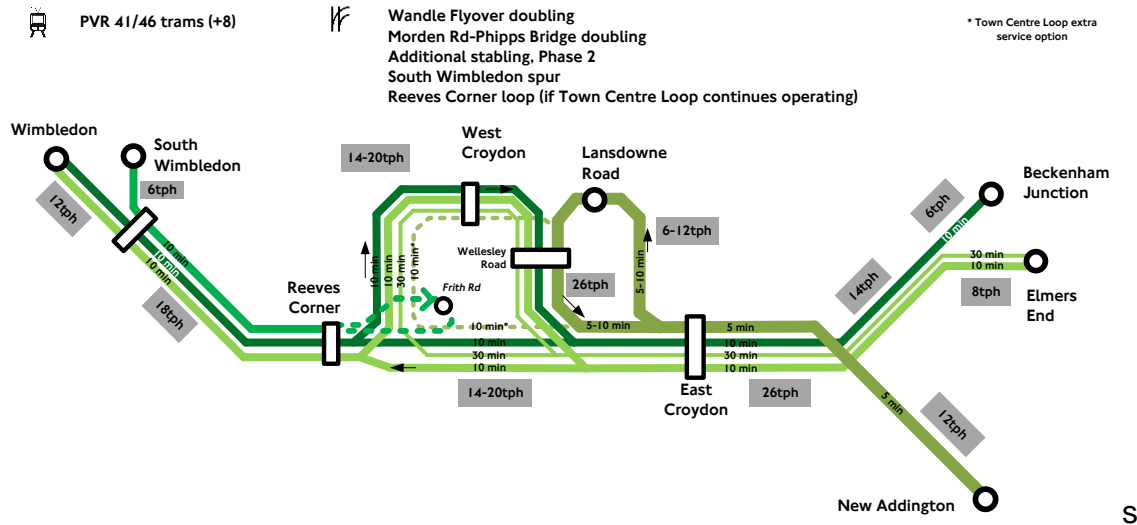 PVR 41/46 trams (+8)
Wandle Flyover doubling
Morden Rd-Phipps Bridge doubling
Additional stabling, Phase 2
South Wimbledon spur
Reeves Corner loop (if Town Centre Loop continues operating)
* Town Centre Loop extra
service option
Wimbledon
South
Wimbledon
6tph
12tph
10 min
10 min
10 min
18tph
Reeves
Corner
14-20tph
West
Croydon
10 min
10 min
30 min
10 min*
Wellesley
Road
Frith Rd
10 min*
Lansdowne
Road
6-12tph
26tph
5-10 min
5-10 min
10 min
30 min
10 min
14-20tph
East
Croydon
5 min
10 min
30 min
10 min
26tph
14tph
6tph
10 min
Beckenham
Junction
30 min
10 min
8tph
Elmers
End
5 min
12tph
New Addington
S